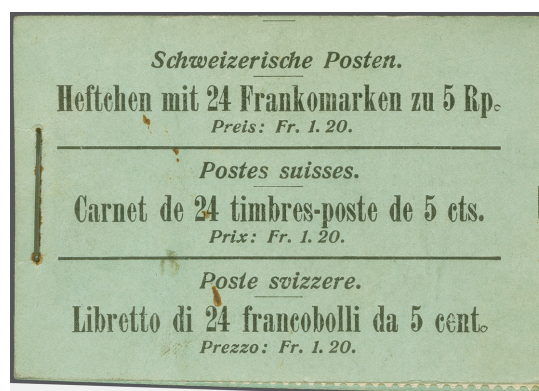 Schweizerische Posten.
Heftchen mit 24 Frankomarken zu 5 Rp.
Preis: Fr. 1. 20.
Postes suisses.
Carnet de 24 timbres-poste de 5 cts.
Prix: Fr. 1. 20.
Poste svizzere.
Libretto di 24 francobolli da 5 cent.
Prezzo: Fr. 1. 20.